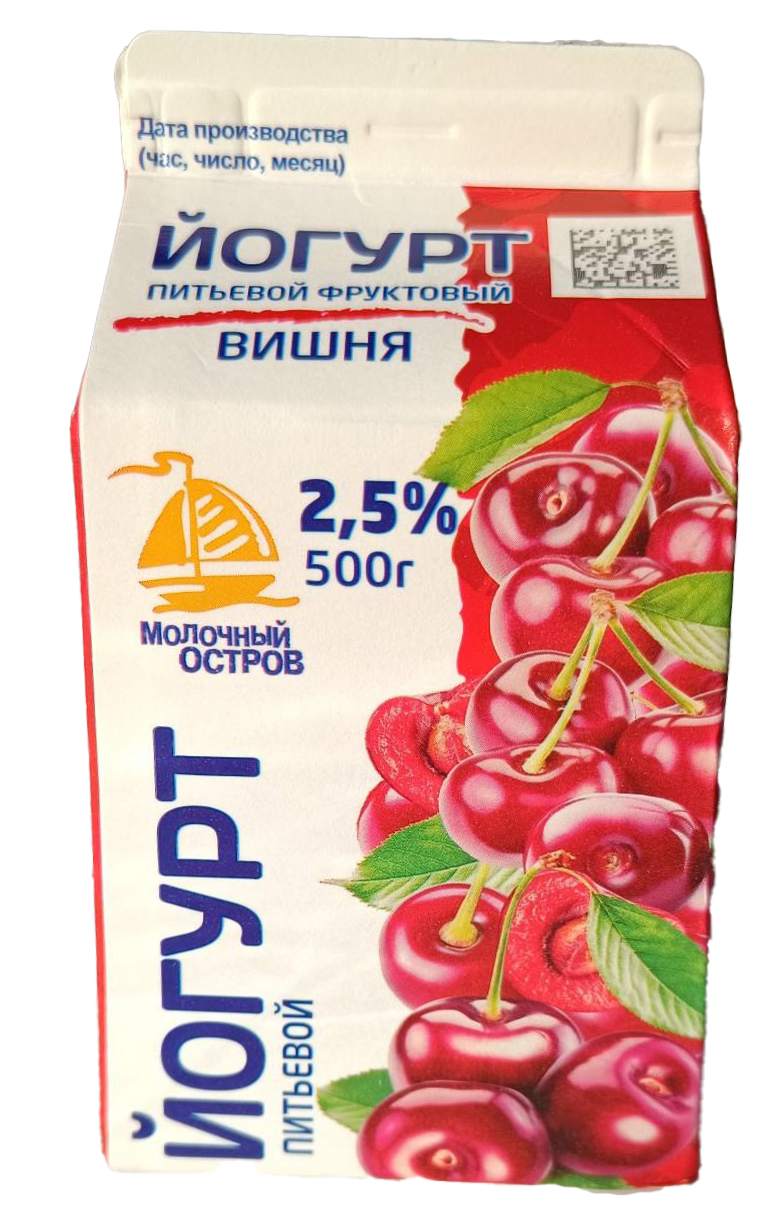 Дата производства
(час, число, месяц)
ЙОГУРТ
ПИТЬЕВОЙ ФРУКТОВЫЙ
ВИШНЯ
2,5%
500г
МОЛОЧНЫЙ
ОСТРОВ
ЙОГУРТ
ПИТЬЕВОЙ